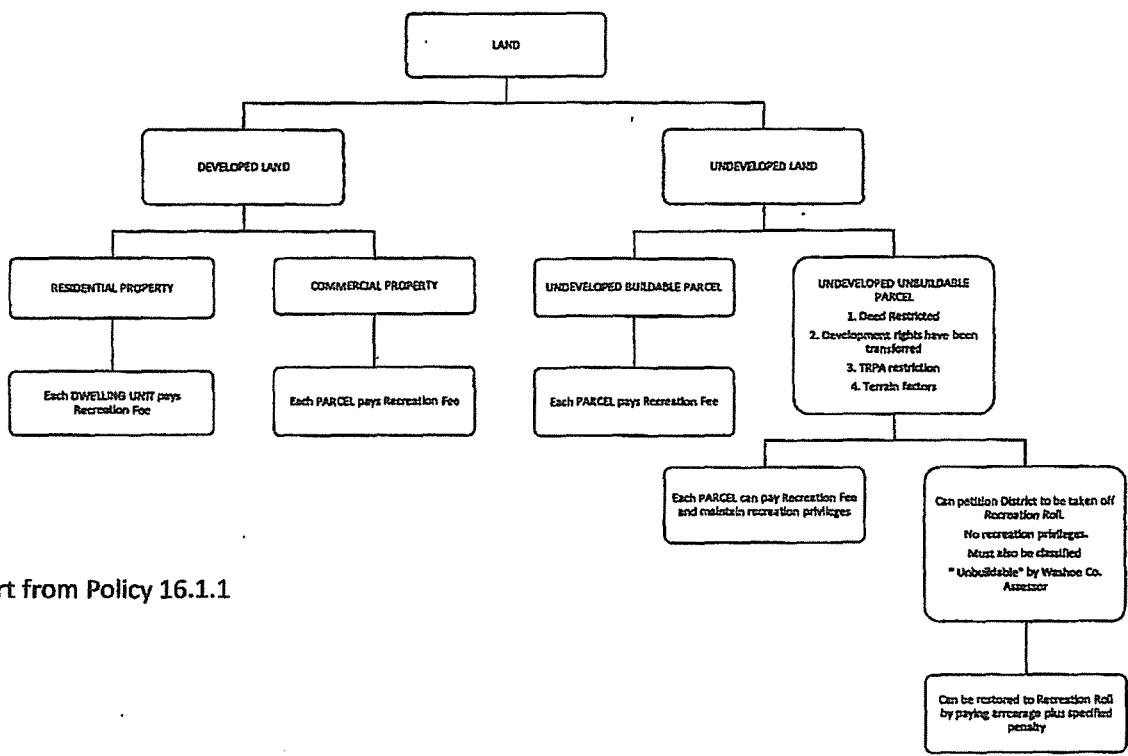 LAND
DEVELOPED LAND
UNDEVELOPED LAND
RESIDENTIAL PROPERTY
COMMERCIAL PROPERTY
UNDEVELOPED BUILDABLE PARCEL
UNDEVELOPED UNBUILDABLE
PARCEL
1. Deed Restricted
2. Development rights have been
transferred
3. TRPA restriction
4. Terrain factors
Each DWELLING UNIT pays
Recreation Fee
Each PARCEL pays Recreation Fee
Each PARCEL pays Recreation Fee
Each PARCEL can pay Recreation Fee
and maintain recreation privileges
Can petition District to be taken off
Recreation Roll.
No recreation privileges.
Must also be classified
" Unbuildable" by Washoe Co.
Assessor
rt from Policy 16.1.1
Can be restored to Recreation Roll
by paying arrearage plus specified
penalty